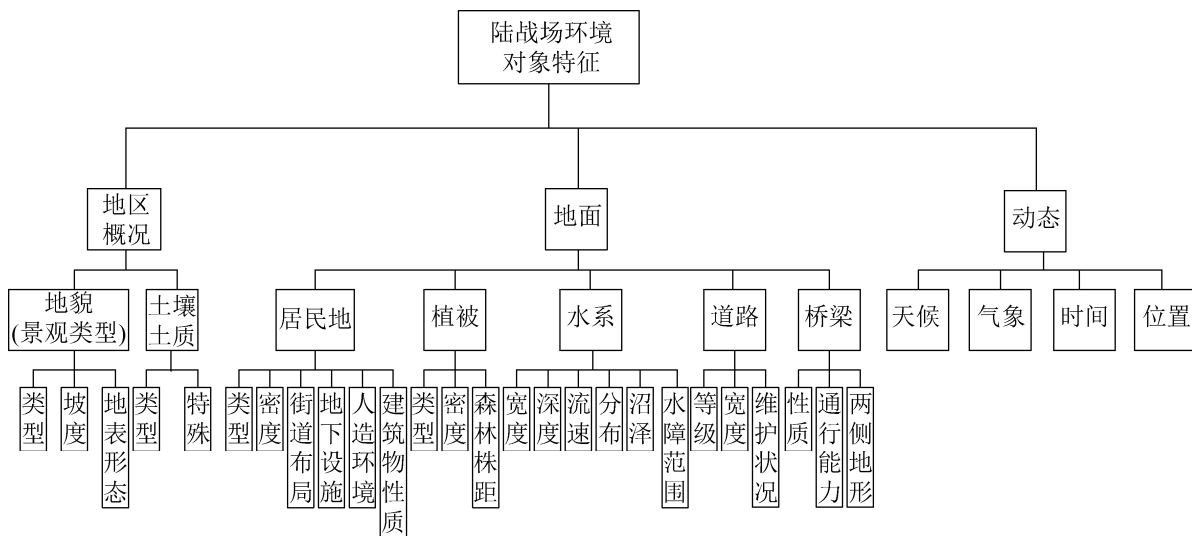 陆战场环境
对象特征
地区
概况
地面
动态
地貌
(景观类型)
土壤
土质
居民地
植被
水系
道路
桥梁
天候
气象
时间
位置
类型
坡度
地表形态
类型
特殊
类型
密度
街道布局
地下设施
人造环境
建筑物性质
类型
密度
森林株距
宽度
深度
流速
分布
沼泽
水障范围
等级
宽度
维护状况
性质
通行能力
两侧地形